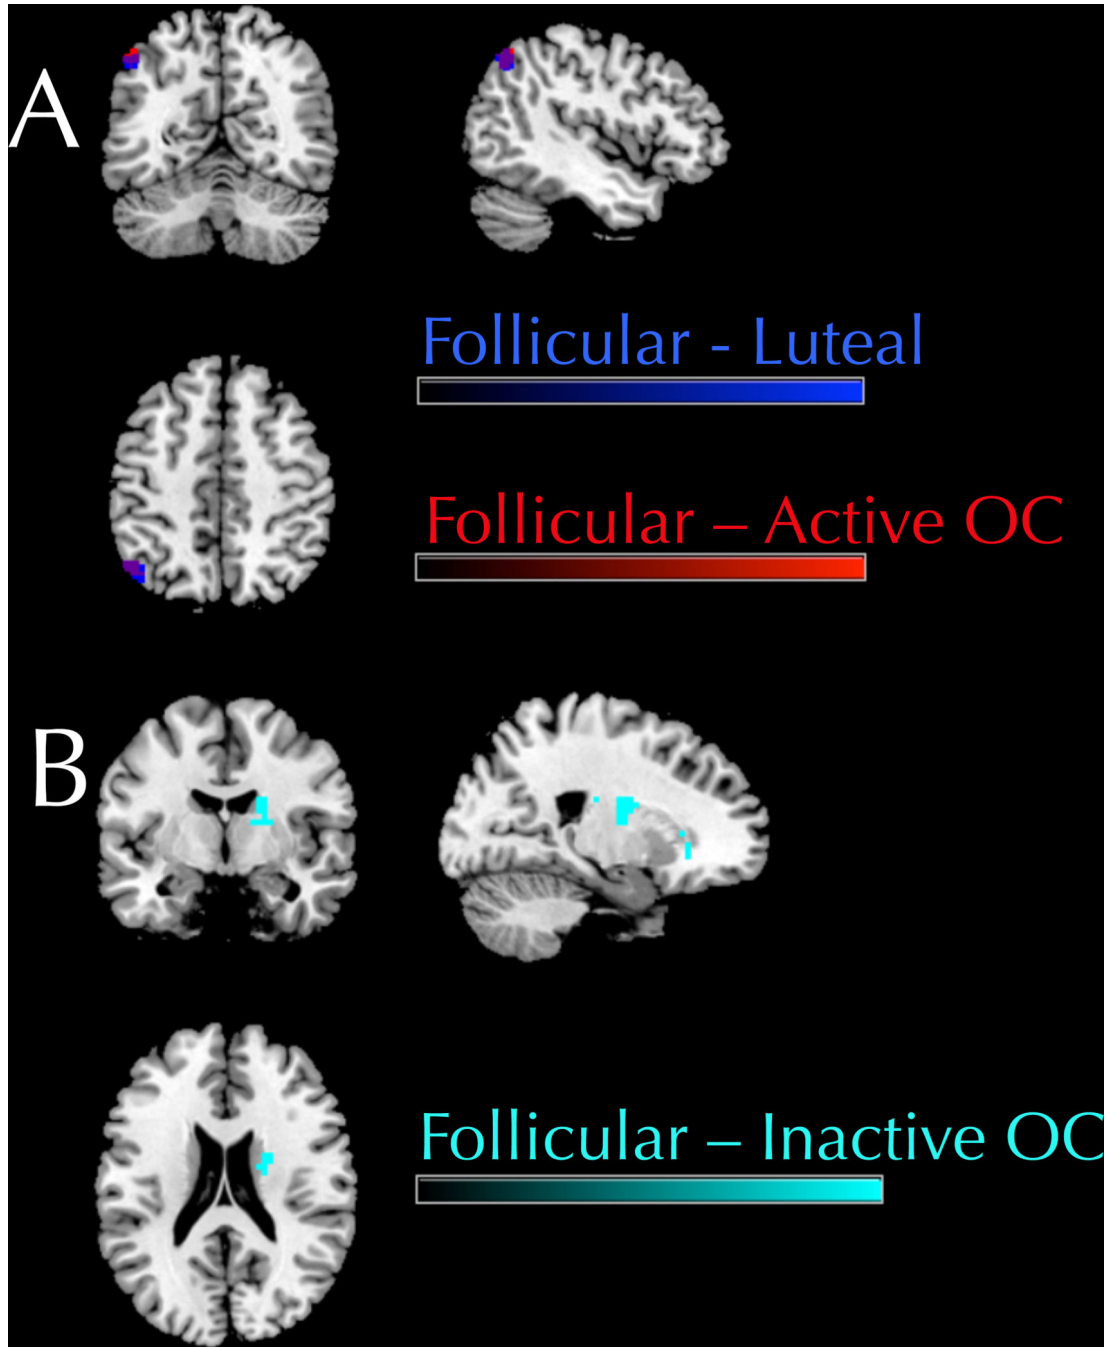 A
Follicular - Luteal
Follicular – Active OC
B
Follicular – Inactive OC